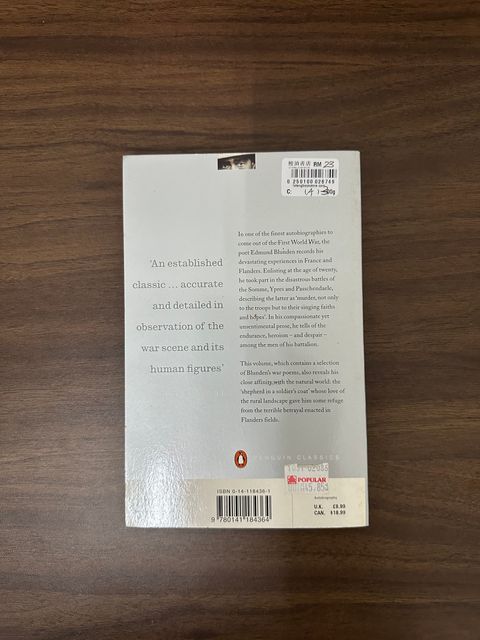 RM 23
C:
'An established
classic ... accurate
and detailed in
observation of the
war scene and its
human figures'
In one of the finest autobiographies to
come out of the First World War, the
poet Edmund Blunden records his
devastating experiences in France and
Flanders. Enlisting at the age of twenty,
he took part in the disastrous battles of
the Somme, Ypres and Passchendaele,
describing the latter as 'murder, not only
to the troops but to their singing faiths
and hopes'. In his compassionate yet
unsentimental prose, he tells of the
endurance, heroism – and despair –
among the men of his battalion.
This volume, which contains a selection
of Blunden's war poems, also reveals his
close affinity with the natural world: the
'shepherd in a soldier's coat' whose love
of the rural landscape gave him some refuge
from the terrible betrayal enacted in
Flanders fields.
PENGUIN CLASSICS
POPULAR
ISBN 0-14-118436-1
9 780141 184364
Autobiography
U.K. £8.99
CAN. $18.99